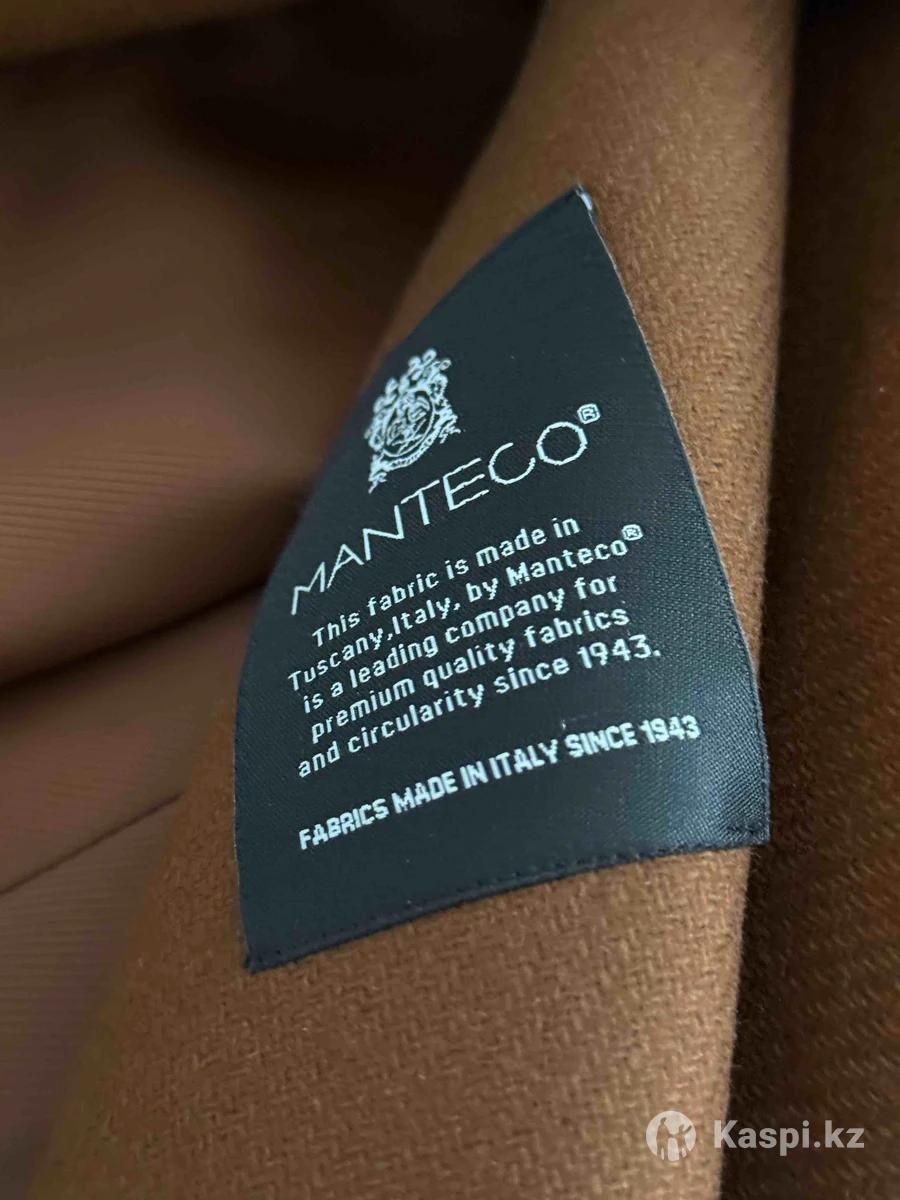 MANTECO®
This fabric is made in
Tuscany,Italy, by Manteco®
is a leading company for
premium quality fabrics
and circularity since 1943.
FABRICS MADE IN ITALY SINCE 1943
Kaspi.kz